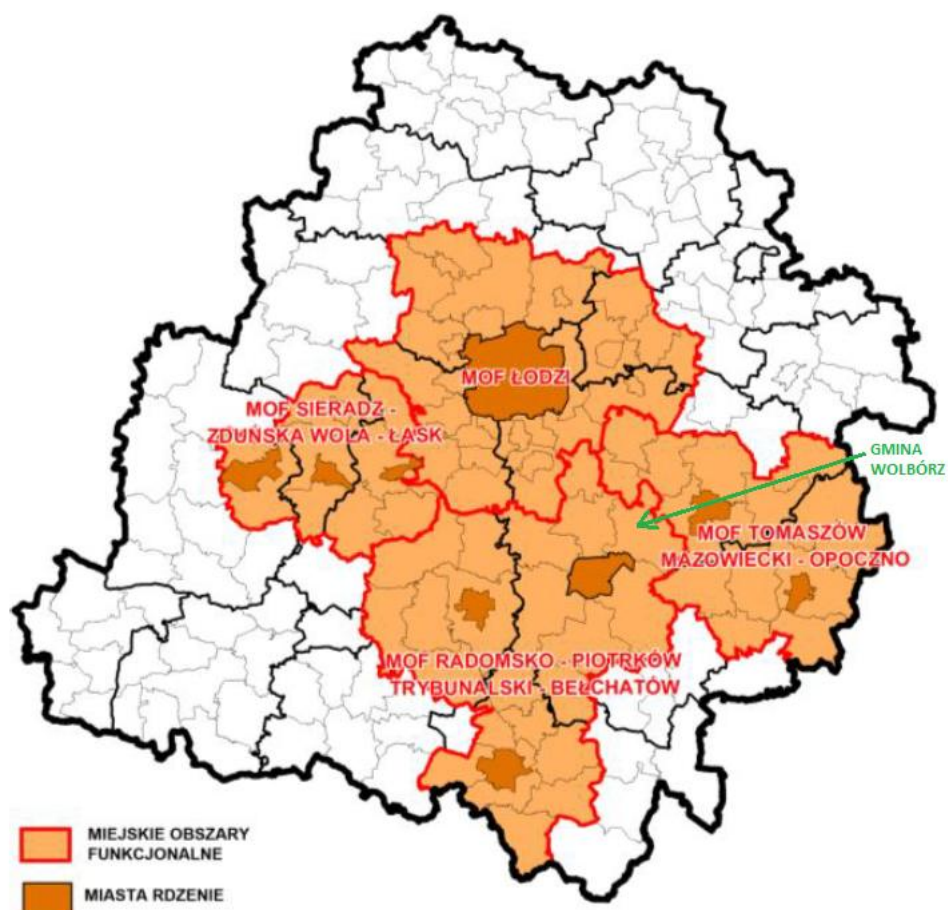 MOF ŁODZI
MOF SIERADZ -
ZDUŃSKA WOLA - ŁASK
GMINA
WOLBÓRZ
MOF TOMASZÓW
MAZOWIECKI - OPOCZNO
MOF RADOMSKO - PIOTRKÓW
TRYBUNALSKI - BEŁCHATÓW
MIEJSKIE OBSZARY
FUNKCJONALNE
MIASTA RDZENIE